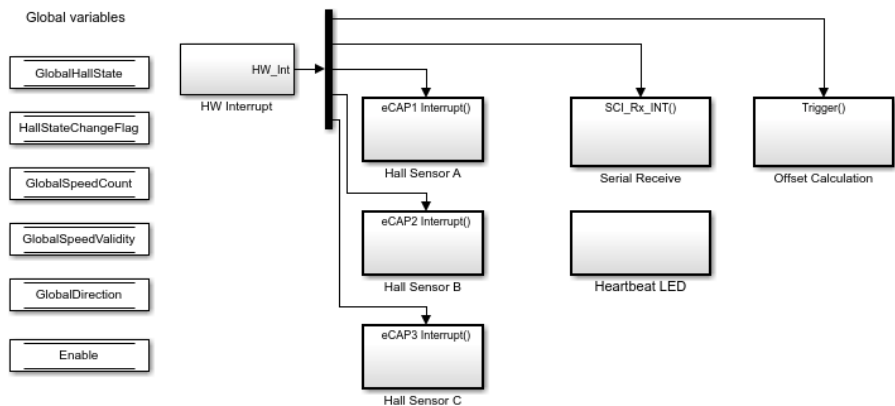 Global variables
GlobalHallState
HallStateChangeFlag
GlobalSpeedCount
GlobalSpeedValidity
GlobalDirection
Enable
HW_Int
HW Interrupt
eCAP1 Interrupt()
Hall Sensor A
eCAP2 Interrupt()
Hall Sensor B
eCAP3 Interrupt()
Hall Sensor C
SCI_Rx_INT()
Serial Receive
Heartbeat LED
Trigger()
Offset Calculation